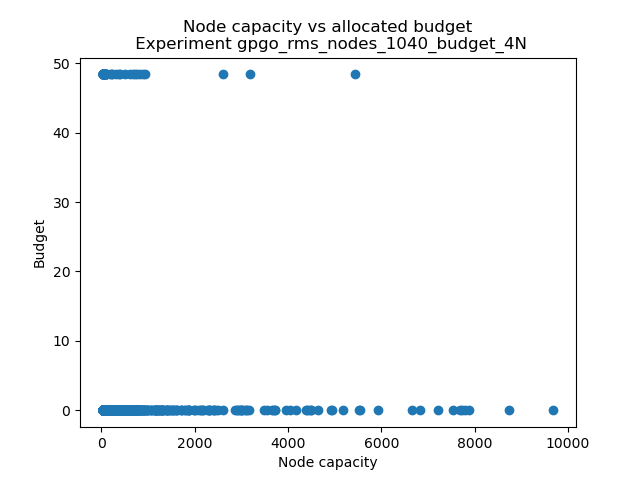 Node capacity vs allocated budget
Experiment gpgo_rms_nodes_1040_budget_4N
50
40
30
20
10
0
Budget
0 2000 4000 6000 8000 10000
Node capacity